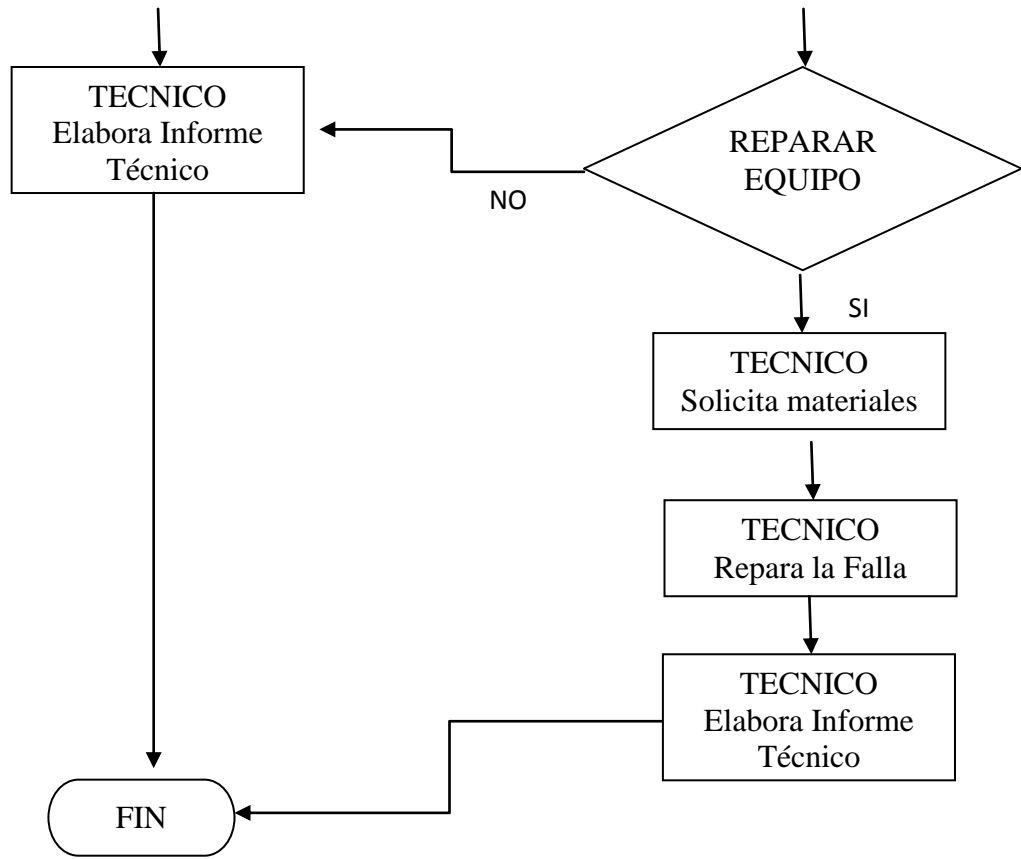 TECNICO
Elabora Informe
Técnico
REPARAR
EQUIPO
NO
SI
TECNICO
Solicita materiales
TECNICO
Repara la Falla
TECNICO
Elabora Informe
Técnico
FIN